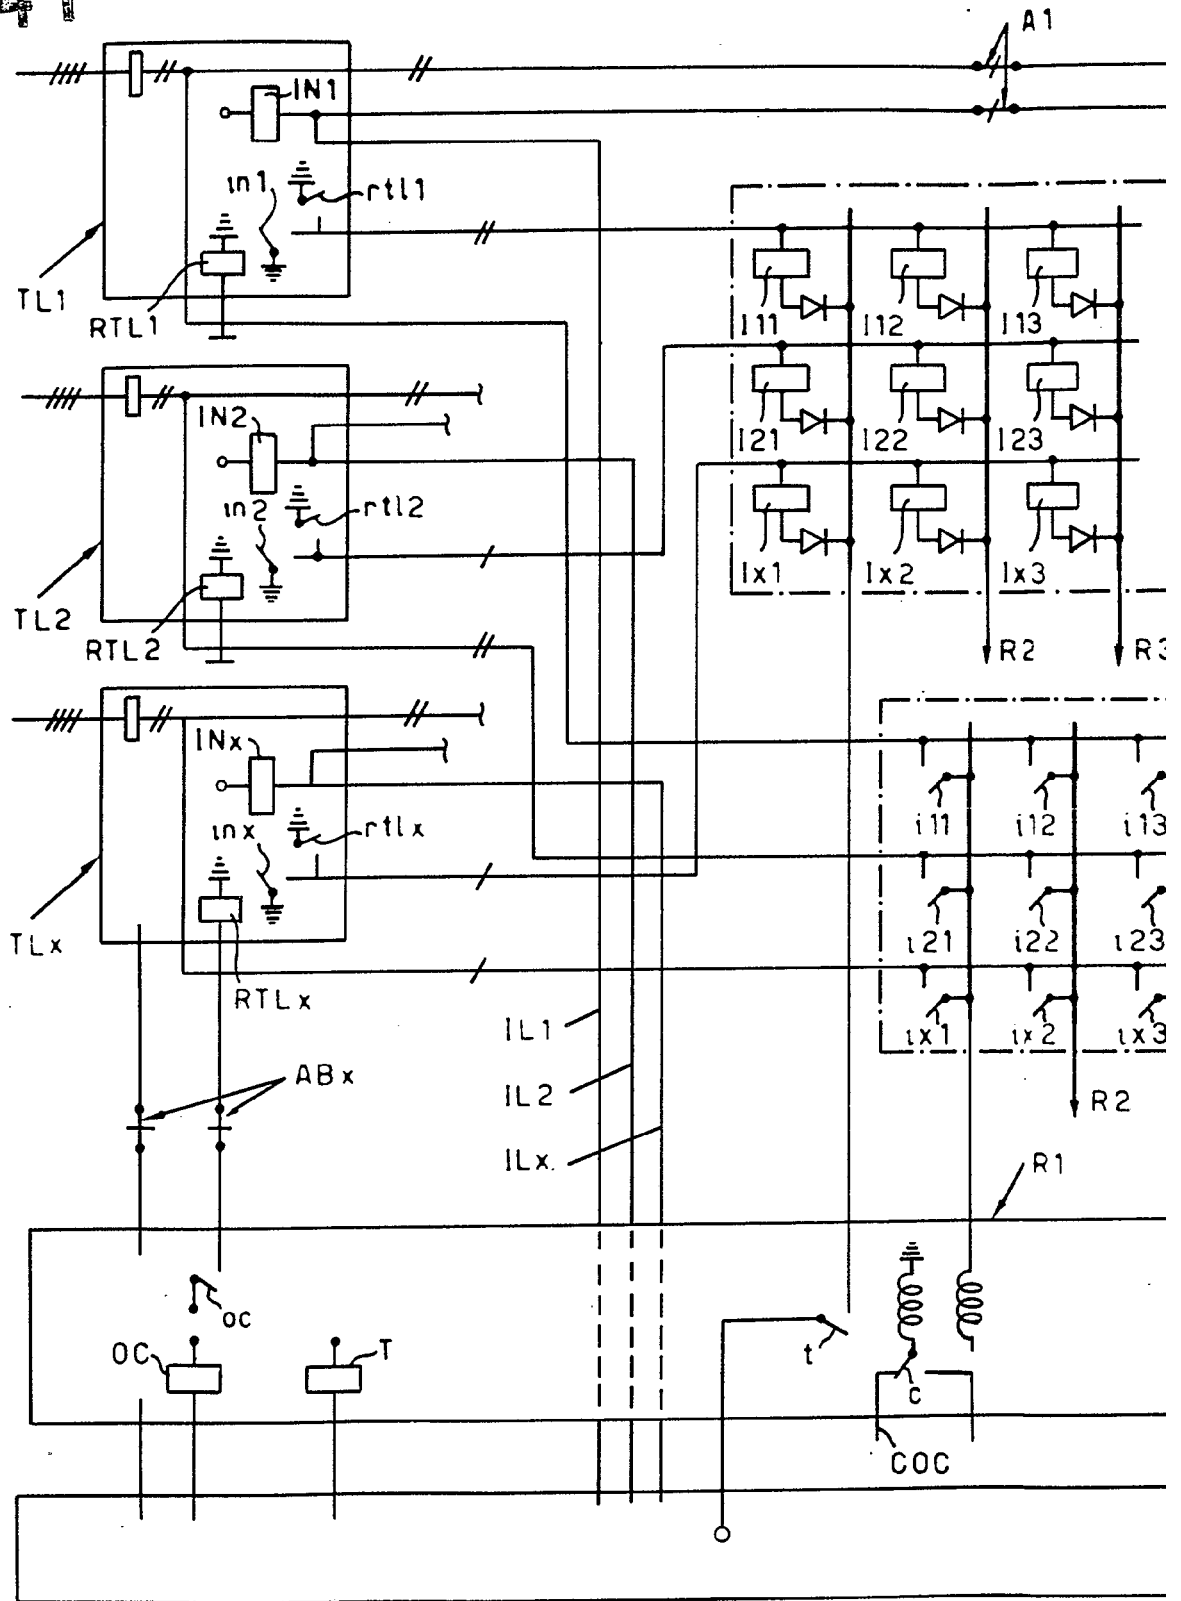 41
A1
IN1
in1
rtl1
TL1
RTL1
I11
I12
I13
IN2
in2
rtl2
I21
I22
I23
TL2
RTL2
Ix1
Ix2
Ix3
R2
R3
INx
inx
rtlx
i11
i12
i13
TLx
RTLx
i21
i22
i23
IL1
ix1
ix2
ix3
ABx
IL2
R2
ILx
R1
oc
OC
T
t
c
COC